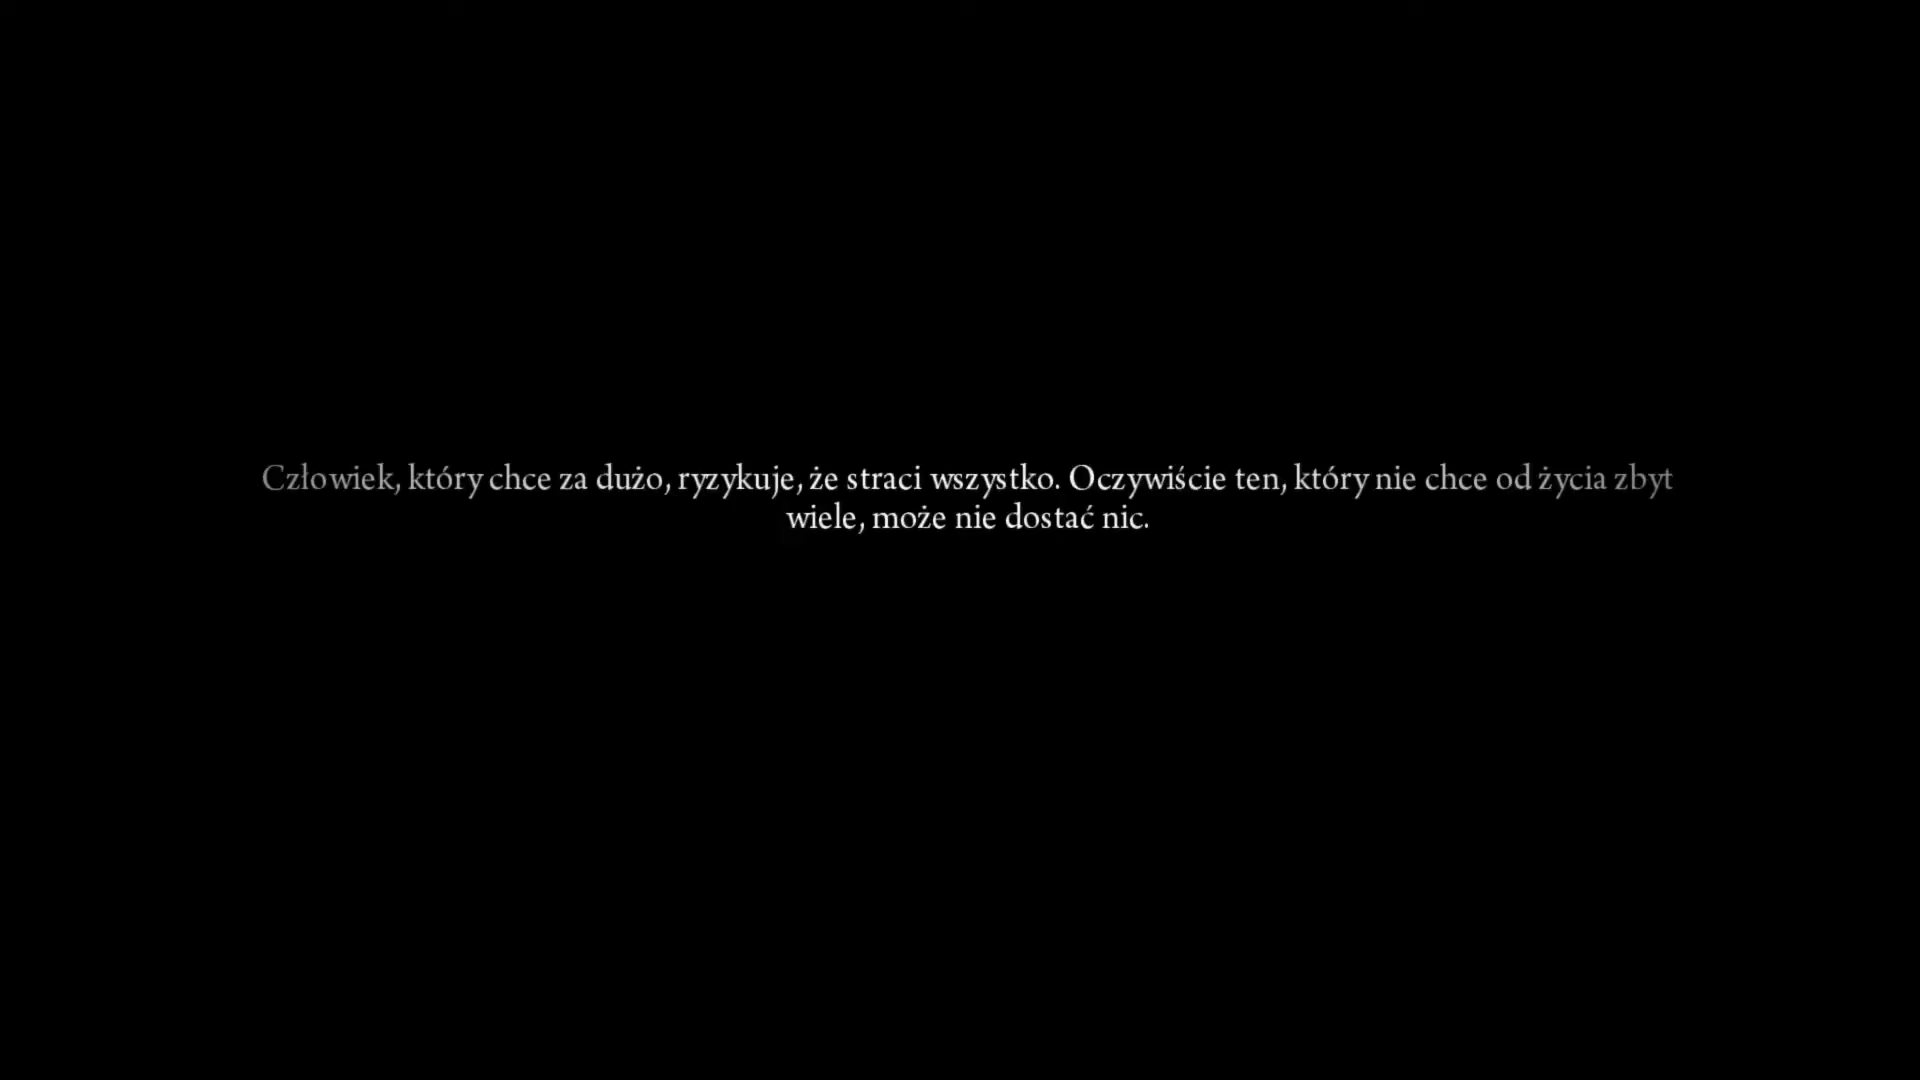 Człowiek, który chce za dużo, ryzykuje, że straci wszystko. Oczywiście ten, który nie chce od życia zbyt
wiele, może nie dostać nic.